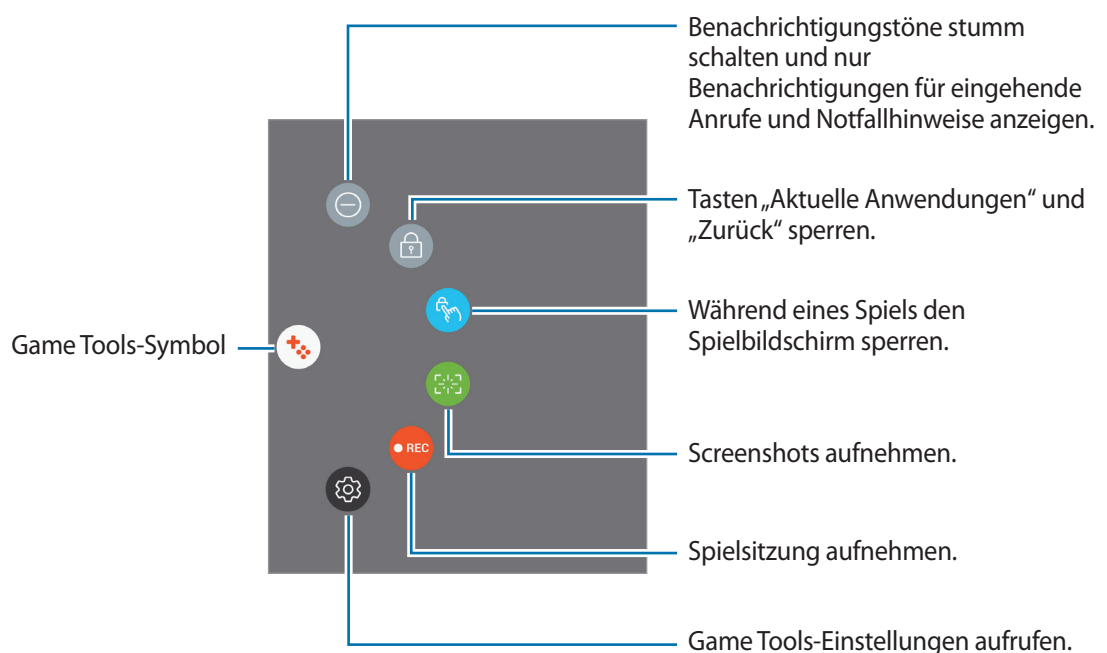 Benachrichtigungstöne stumm
schalten und nur
Benachrichtigungen für eingehende
Anrufe und Notfallhinweise anzeigen.
Tasten „Aktuelle Anwendungen“ und
„Zurück“ sperren.
Während eines Spiels den
Spielbildschirm sperren.
Game Tools-Symbol
Screenshots aufnehmen.
REC
Spielsitzung aufnehmen.
Game Tools-Einstellungen aufrufen.